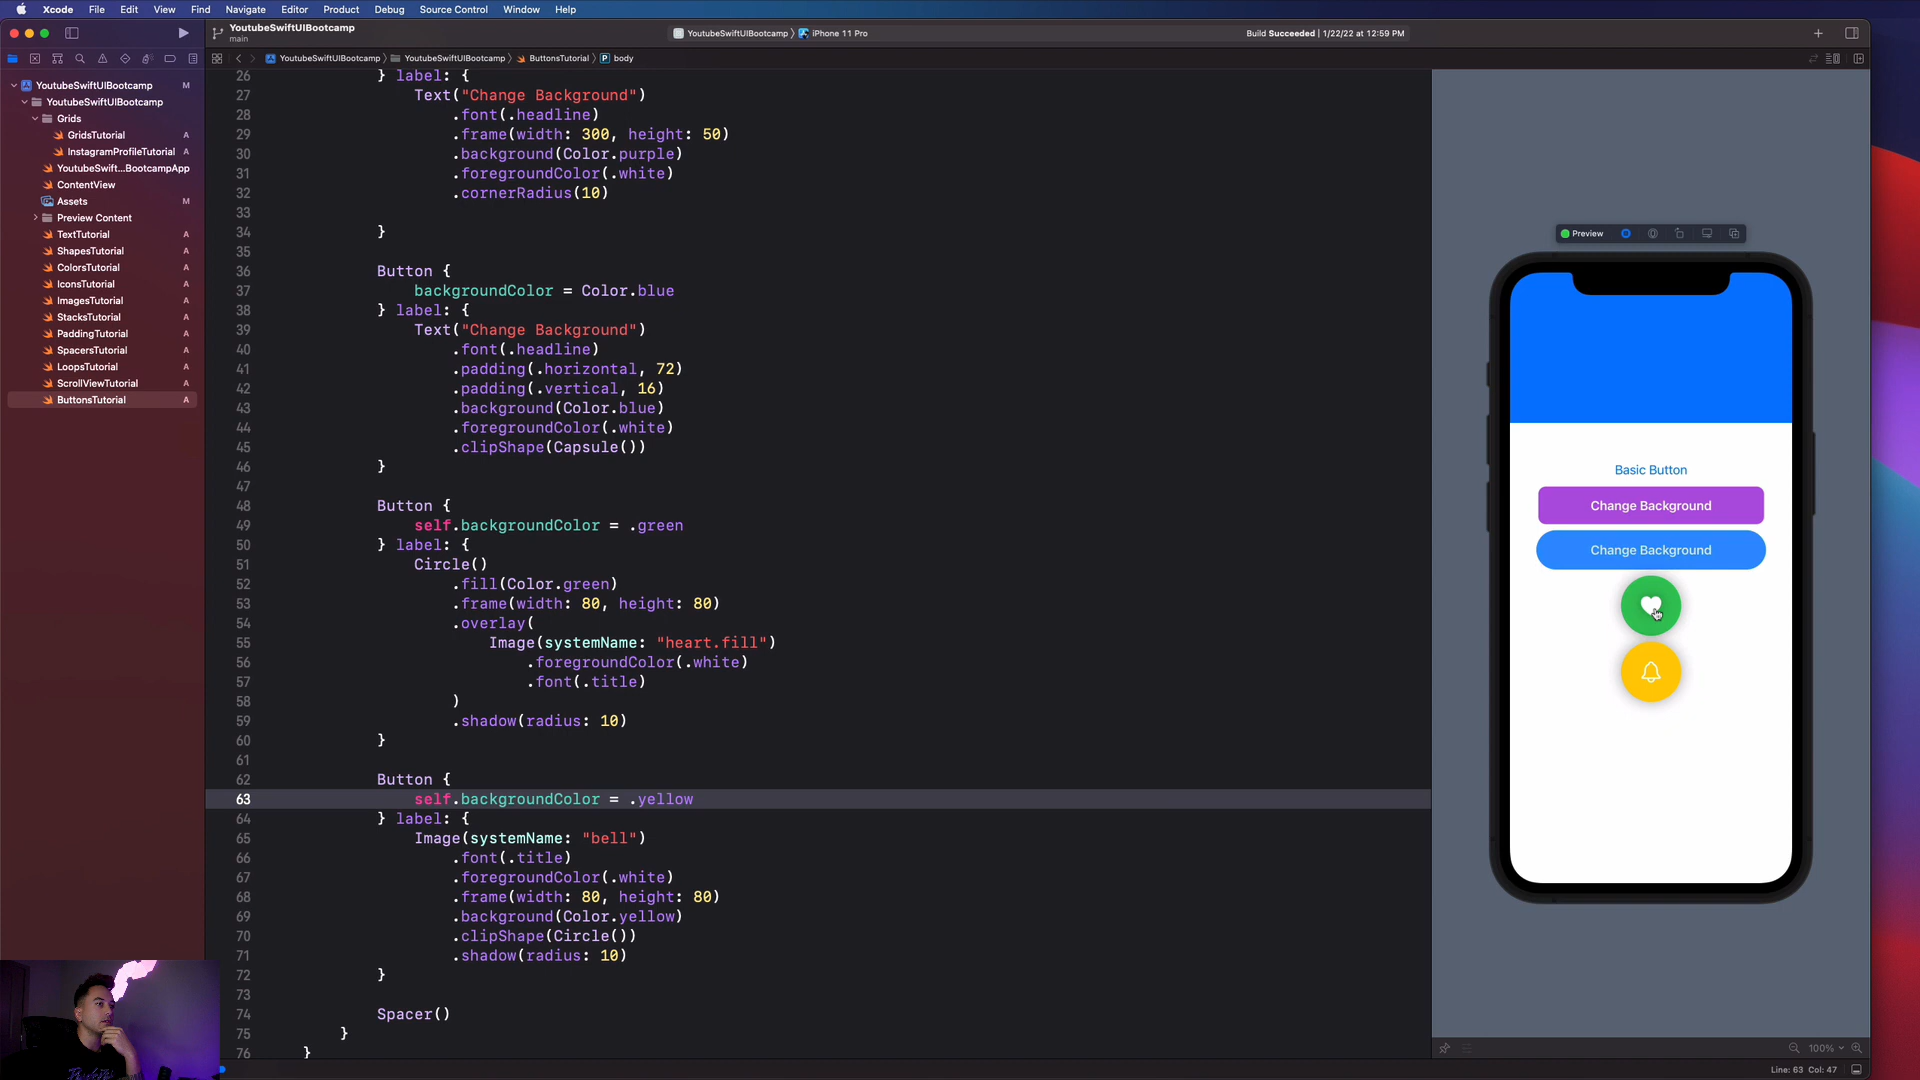 Xcode File Edit View Find Navigate Editor Product Debug Source Control Window Help
YoutubeSwiftUIBootcamp
main
YoutubeSwiftUIBootcamp 〉 iPhone 11 Pro
Build Succeeded | 1/22/22 at 12:59 PM
YoutubeSwiftUIBootcamp 〉 YoutubeSwiftUIBootcamp 〉 ButtonsTutorial 〉 P body
YoutubeSwiftUIBootcamp M
YoutubeSwiftUIBootcamp
Grids
GridsTutorial A
InstagramProfileTutorial A
YoutubeSwift...BootcampApp A
ContentView A
Assets M
Preview Content
TextTutorial A
ShapesTutorial A
ColorsTutorial A
IconsTutorial A
ImagesTutorial A
StacksTutorial A
PaddingTutorial A
SpacersTutorial A
LoopsTutorial A
ScrollViewTutorial A
ButtonsTutorial A
26 } label: {
27 Text("Change Background")
28 .font(.headline)
29 .frame(width: 300, height: 50)
30 .background(Color.purple)
31 .foregroundColor(.white)
32 .cornerRadius(10)
33
34 }
35
36 Button {
37 backgroundColor = Color.blue
38 } label: {
39 Text("Change Background")
40 .font(.headline)
41 .padding(.horizontal, 72)
42 .padding(.vertical, 16)
43 .background(Color.blue)
44 .foregroundColor(.white)
45 .clipShape(Capsule())
46 }
47
48 Button {
49 self.backgroundColor = .green
50 } label: {
51 Circle()
52 .fill(Color.green)
53 .frame(width: 80, height: 80)
54 .overlay(
55 Image(systemName: "heart.fill")
56 .foregroundColor(.white)
57 .font(.title)
58 )
59 .shadow(radius: 10)
60 }
61
62 Button {
63 self.backgroundColor = .yellow
64 } label: {
65 Image(systemName: "bell")
66 .font(.title)
67 .foregroundColor(.white)
68 .frame(width: 80, height: 80)
69 .background(Color.yellow)
70 .clipShape(Circle())
71 .shadow(radius: 10)
72 }
73
74 Spacer()
75 }
76 }
Preview
Basic Button
Change Background
Change Background
100%
Line: 63 Col: 47